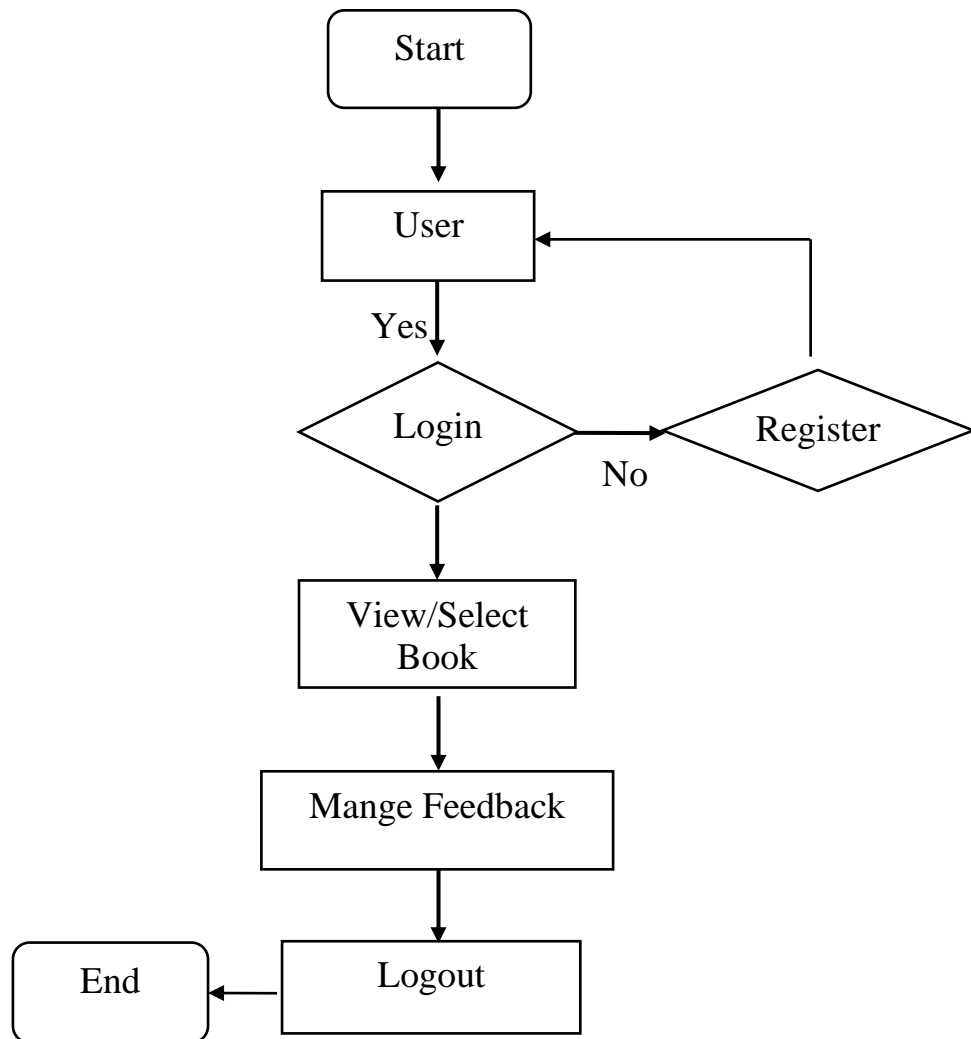 Start
User
Yes
Login
Register
No
View/Select
Book
Mange Feedback
Logout
End